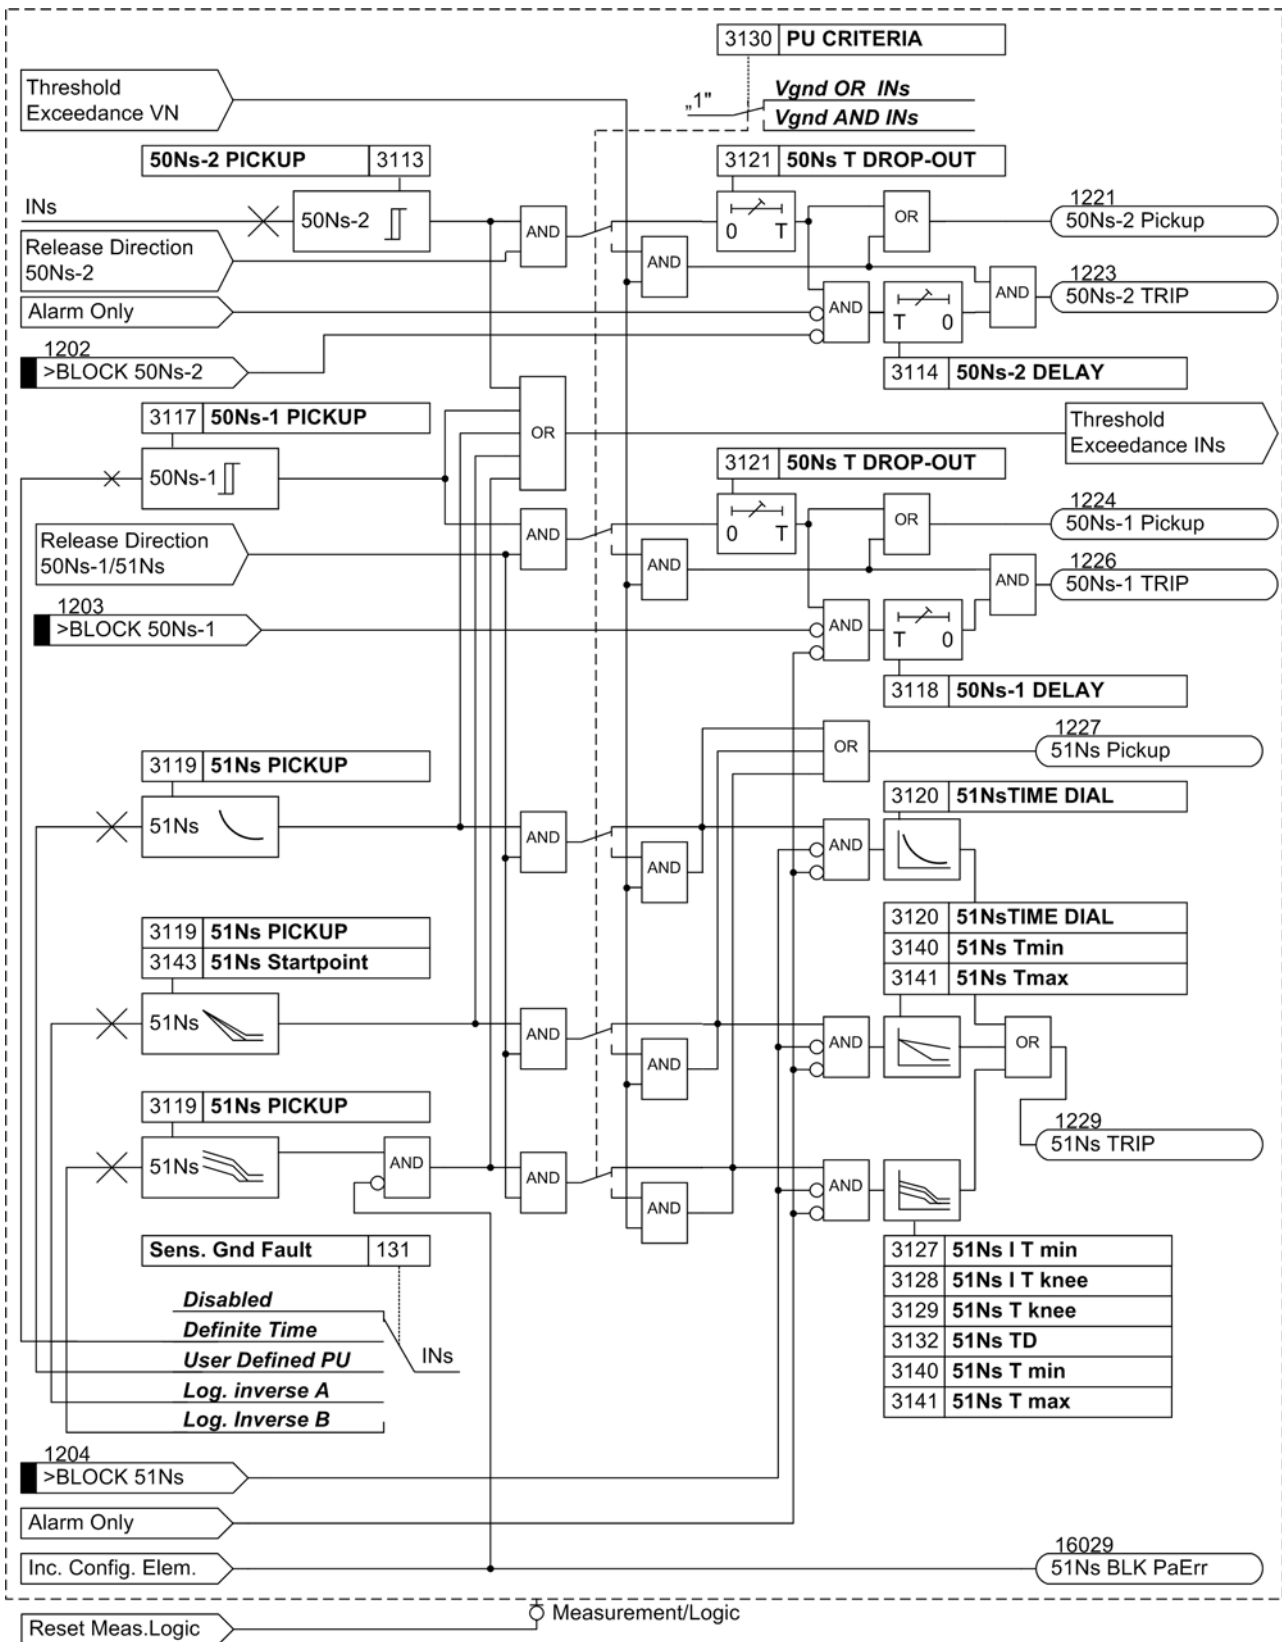 3130 PU CRITERIA
Threshold
Exceedance VN
Vgnd OR INs
„1"
Vgnd AND INs
50Ns-2 PICKUP 3113
3121 50Ns T DROP-OUT
INs
50Ns-2
AND
0 T
OR
1221
50Ns-2 Pickup
Release Direction
50Ns-2
AND
1223
50Ns-2 TRIP
AND
Alarm Only
AND
T 0
1202
>BLOCK 50Ns-2
3114 50Ns-2 DELAY
3117 50Ns-1 PICKUP
OR
Threshold
Exceedance INs
3121 50Ns T DROP-OUT
50Ns-1
1224
50Ns-1 Pickup
OR
0 T
AND
Release Direction
50Ns-1/51Ns
AND
1226
50Ns-1 TRIP
AND
1203
>BLOCK 50Ns-1
AND
T 0
3118 50Ns-1 DELAY
1227
51Ns Pickup
OR
3119 51Ns PICKUP
3120 51NsTIME DIAL
51Ns
AND
AND
AND
3119 51Ns PICKUP
3143 51Ns Startpoint
3120 51NsTIME DIAL
3140 51Ns Tmin
3141 51Ns Tmax
51Ns
AND
AND
AND
OR
3119 51Ns PICKUP
1229
51Ns TRIP
51Ns
AND
AND
AND
AND
Sens. Gnd Fault 131
3127 51Ns I T min
3128 51Ns I T knee
3129 51Ns T knee
3132 51Ns TD
3140 51Ns T min
3141 51Ns T max
Disabled
Definite Time
User Defined PU
INs
Log. inverse A
Log. Inverse B
1204
>BLOCK 51Ns
Alarm Only
Inc. Config. Elem.
16029
51Ns BLK PaErr
Measurement/Logic
Reset Meas.Logic